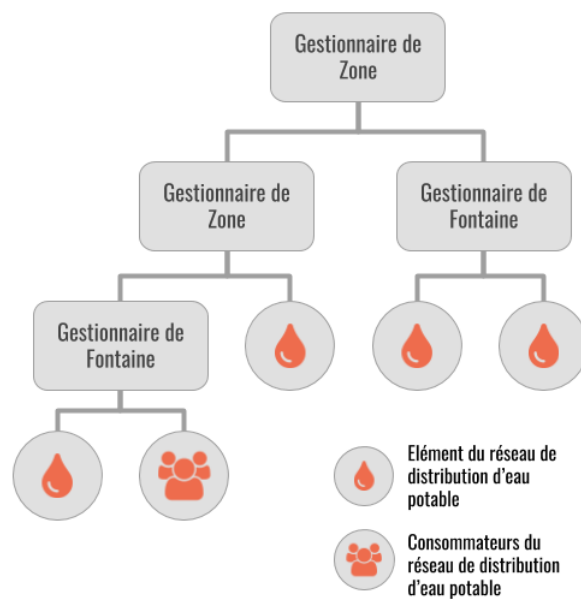 Gestionnaire de
Zone
Gestionnaire de
Zone
Gestionnaire de
Fontaine
Gestionnaire de
Fontaine
Elément du réseau de
distribution d'eau
potable
Consommateurs du
réseau de distribution
d'eau potable